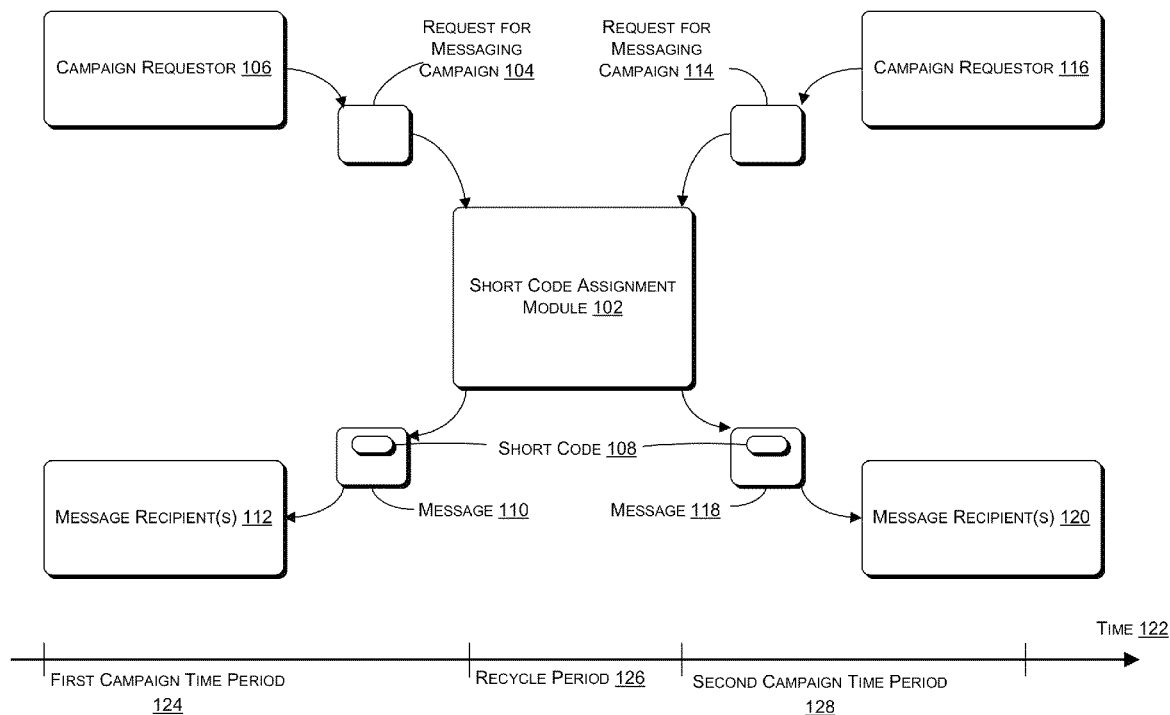 CAMPAIGN REQUESTOR 106
REQUEST FOR
MESSAGING
CAMPAIGN 104
REQUEST FOR
MESSAGING
CAMPAIGN 114
CAMPAIGN REQUESTOR 116
SHORT CODE ASSIGNMENT
MODULE 102
SHORT CODE 108
MESSAGE RECIPIENT(S) 112
MESSAGE 110
MESSAGE 118
MESSAGE RECIPIENT(S) 120
TIME 122
FIRST CAMPAIGN TIME PERIOD
124
RECYCLE PERIOD 126
SECOND CAMPAIGN TIME PERIOD
128